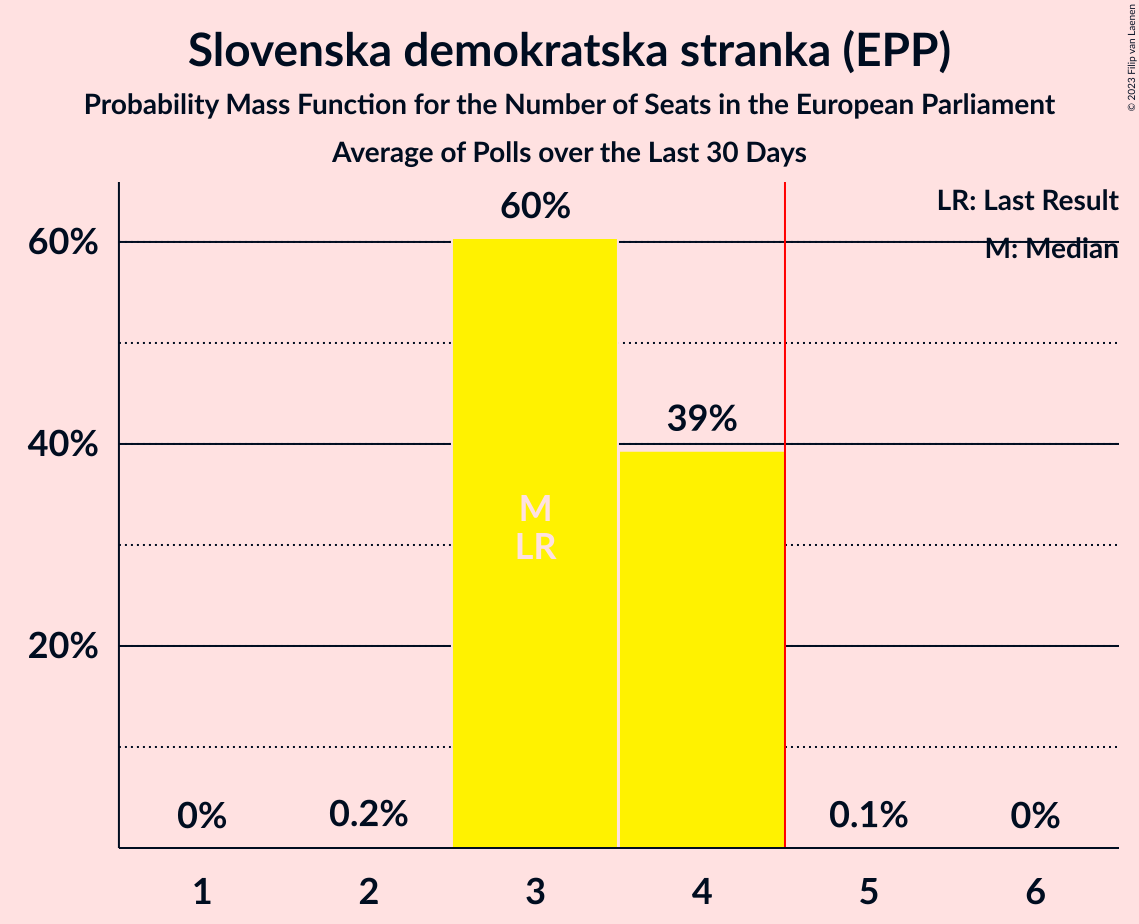 Slovenska demokratska stranka (EPP)
Probability Mass Function for the Number of Seats in the European Parliament
Average of Polls over the Last 30 Days
© 2023 Filip van Laenen
LR: Last Result
M: Median
60%
40%
20%
60%
39%
M
LR
0%
0.2%
0.1%
0%
1
2
3
4
5
6